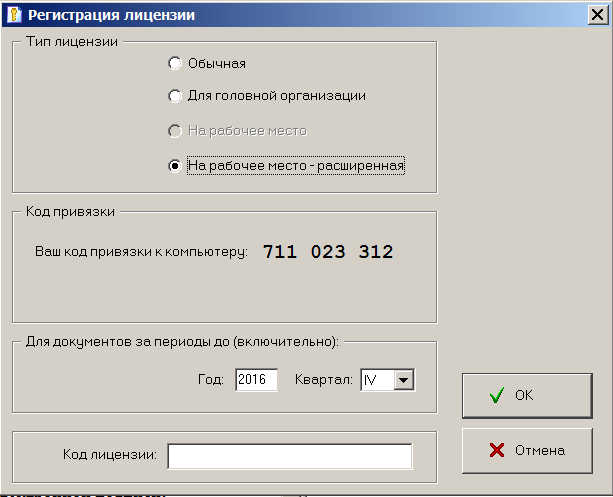 Регистрация лицензии
Тип лицензии
Обычная
Для головной организации
На рабочее место
На рабочее место - расширенная
Код привязки
Ваш код привязки к компьютеру: 711 023 312
Для документов за периоды до (включительно):
Год: 2016 Квартал: IV
OK
Код лицензии:
Отмена